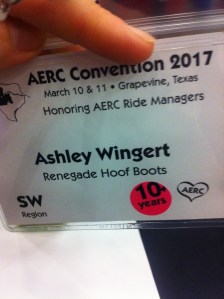 AERC Convention 2017
March 10 & 11 • Grapevine, Texas
Honoring AERC Ride Managers
Ashley Wingert
Renegade Hoof Boots
SW
Region
10+
years
AERC